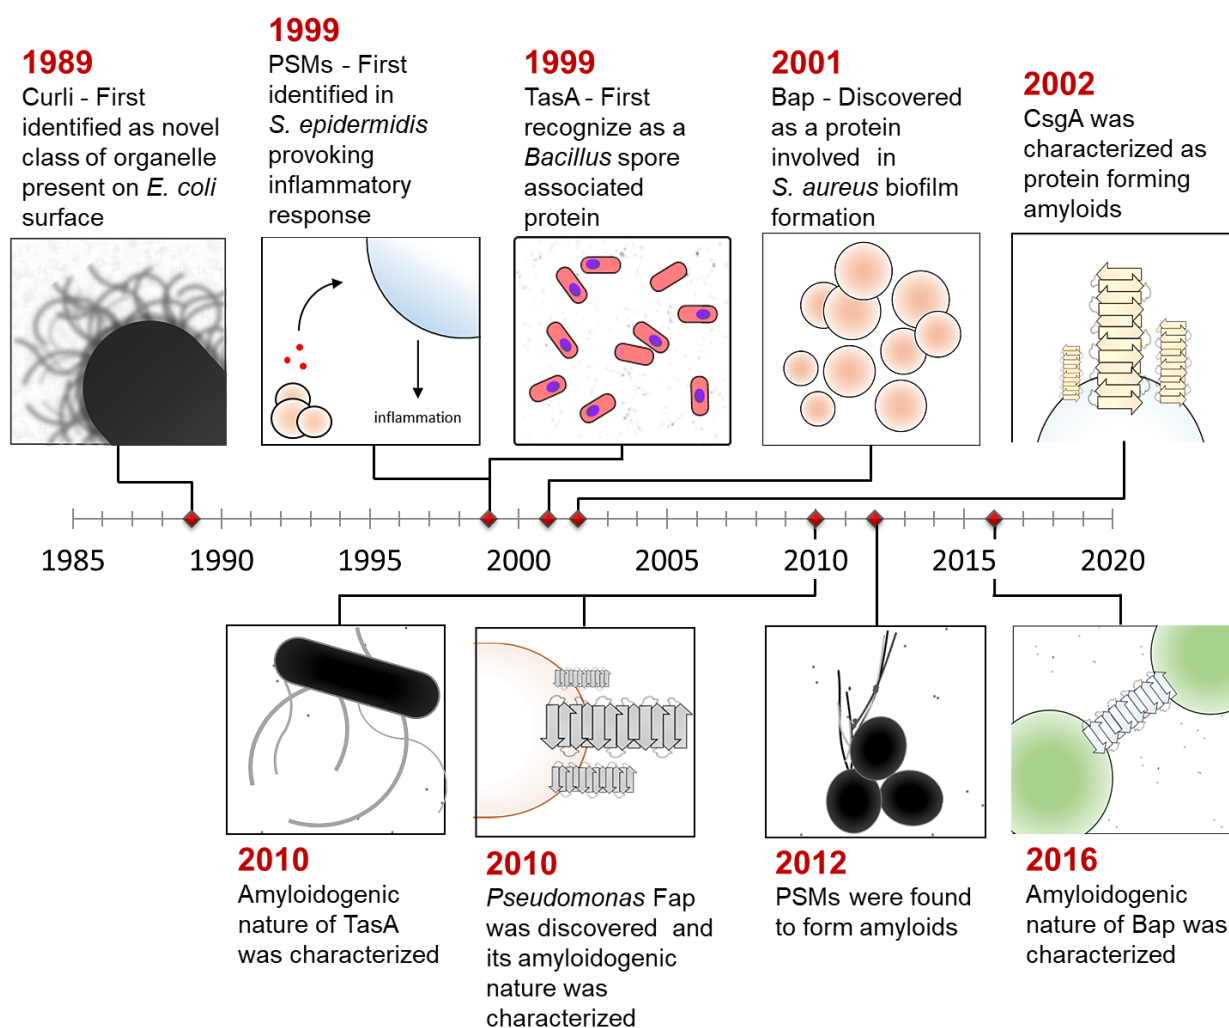 1989
Curli - First
identified as novel
class of organelle
present on E. coli
surface
1999
PSMs - First
identified in
S. epidermidis
provoking
inflammatory
response
1999
TasA - First
recognize as a
Bacillus spore
associated
protein
2001
Bap - Discovered
as a protein
involved in
S. aureus biofilm
formation
2002
CsgA was
characterized as
protein forming
amyloids
inflammation
1985
1990
1995
2000
2005
2010
2015
2020
2010
Amyloidogenic
nature of TasA
was characterized
2010
Pseudomonas Fap
was discovered and
its amyloidogenic
nature was
characterized
2012
PSMs were found
to form amyloids
2016
Amyloidogenic
nature of Bap was
characterized